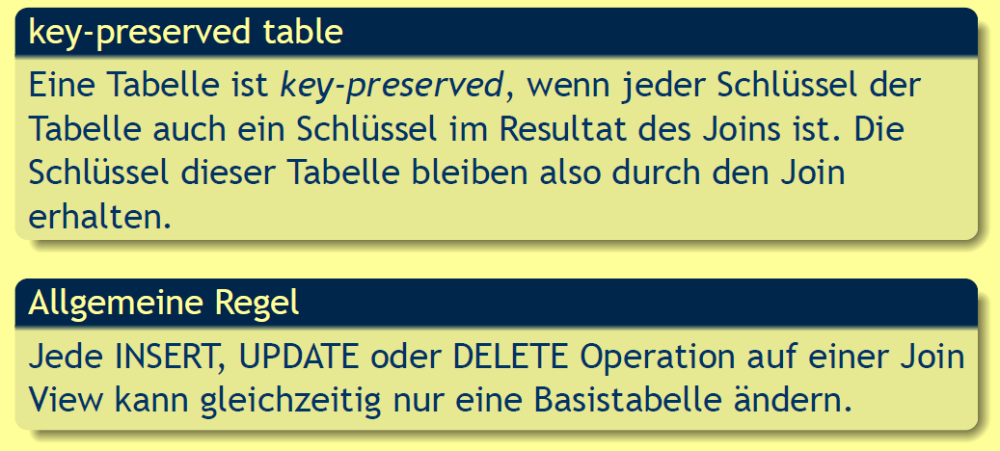 key-preserved table
Eine Tabelle ist key-preserved, wenn jeder Schlüssel der
Tabelle auch ein Schlüssel im Resultat des Joins ist. Die
Schlüssel dieser Tabelle bleiben also durch den Join
erhalten.
Allgemeine Regel
Jede INSERT, UPDATE oder DELETE Operation auf einer Join
View kann gleichzeitig nur eine Basistabelle ändern.